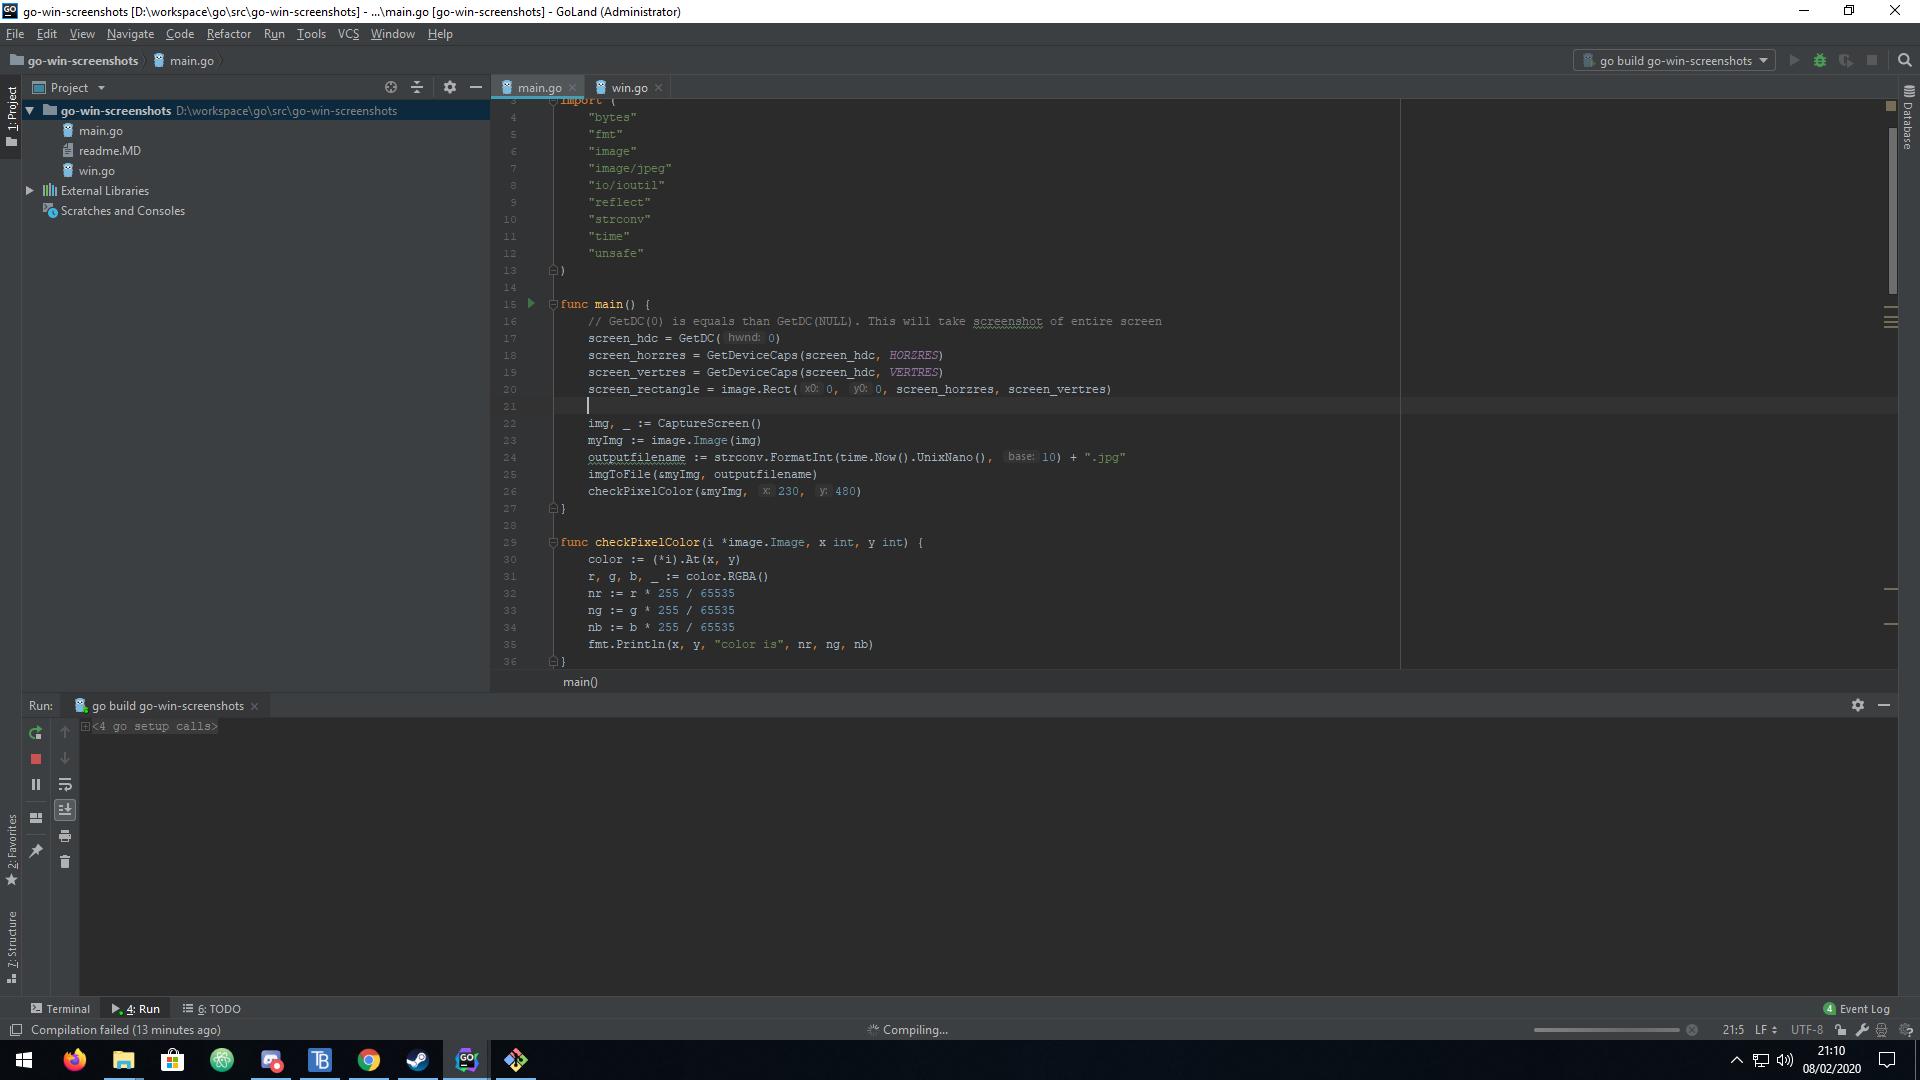 go-win-screenshots [D:\workspace\go\src\go-win-screenshots] - ...\main.go [go-win-screenshots] - GoLand (Administrator)
File Edit View Navigate Code Refactor Run Tools VCS Window Help
go-win-screenshots main.go go build go-win-screenshots
1: Project
Project
go-win-screenshots D:\workspace\go\src\go-win-screenshots
main.go
readme.MD
win.go
External Libraries
Scratches and Consoles
main.go win.go
3 import (
4 "bytes"
5 "fmt"
6 "image"
7 "image/jpeg"
8 "io/ioutil"
9 "reflect"
10 "strconv"
11 "time"
12 "unsafe"
13 )
14
15 func main() {
16 // GetDC(0) is equals than GetDC(NULL). This will take screenshot of entire screen
17 screen_hdc = GetDC( hwnd: 0)
18 screen_horzres = GetDeviceCaps(screen_hdc, HORZRES)
19 screen_vertres = GetDeviceCaps(screen_hdc, VERTRES)
20 screen_rectangle = image.Rect( x0: 0, y0: 0, screen_horzres, screen_vertres)
21
22 img, _ := CaptureScreen()
23 myImg := image.Image(img)
24 outputfilename := strconv.FormatInt(time.Now().UnixNano(), base: 10) + ".jpg"
25 imgToFile(&myImg, outputfilename)
26 checkPixelColor(&myImg, x: 230, y: 480)
27 }
28
29 func checkPixelColor(i *image.Image, x int, y int) {
30 color := (*i).At(x, y)
31 r, g, b, _ := color.RGBA()
32 nr := r * 255 / 65535
33 ng := g * 255 / 65535
34 nb := b * 255 / 65535
35 fmt.Println(x, y, "color is", nr, ng, nb)
36 }
main()
Database
Run: go build go-win-screenshots
<4 go setup calls>
2: Favorites
7: Structure
Terminal 4: Run 6: TODO 4 Event Log
Compilation failed (13 minutes ago) Compiling... 21:5 LF UTF-8
GO
TB
21:10
08/02/2020